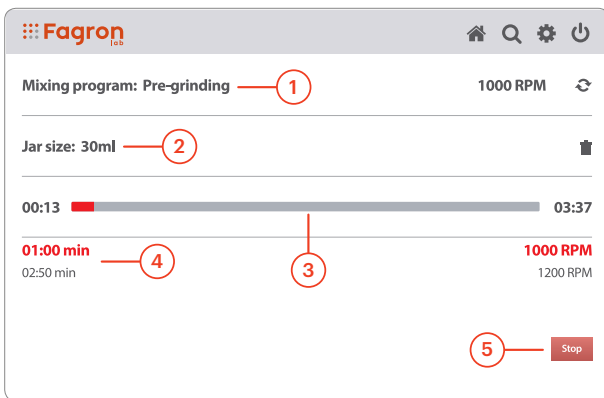 Fagron
lab
Mixing program: Pre-grinding 1 1000 RPM
Jar size: 30ml 2
00:13 03:37
3
01:00 min 1000 RPM
4
02:50 min 1200 RPM
5 Stop